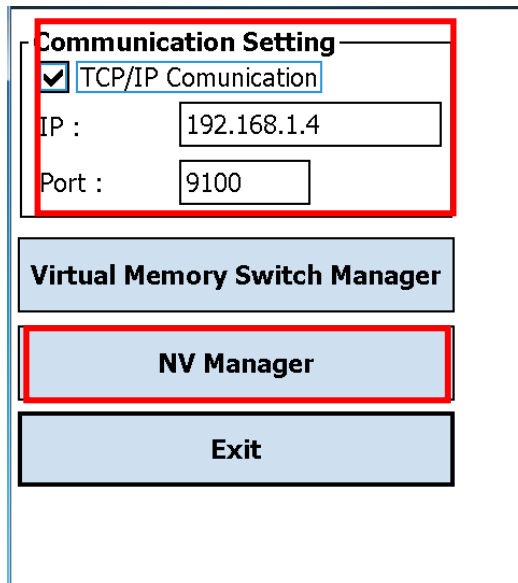 Communication Setting
TCP/IP Comunication
IP : 192.168.1.4
Port : 9100
Virtual Memory Switch Manager
NV Manager
Exit